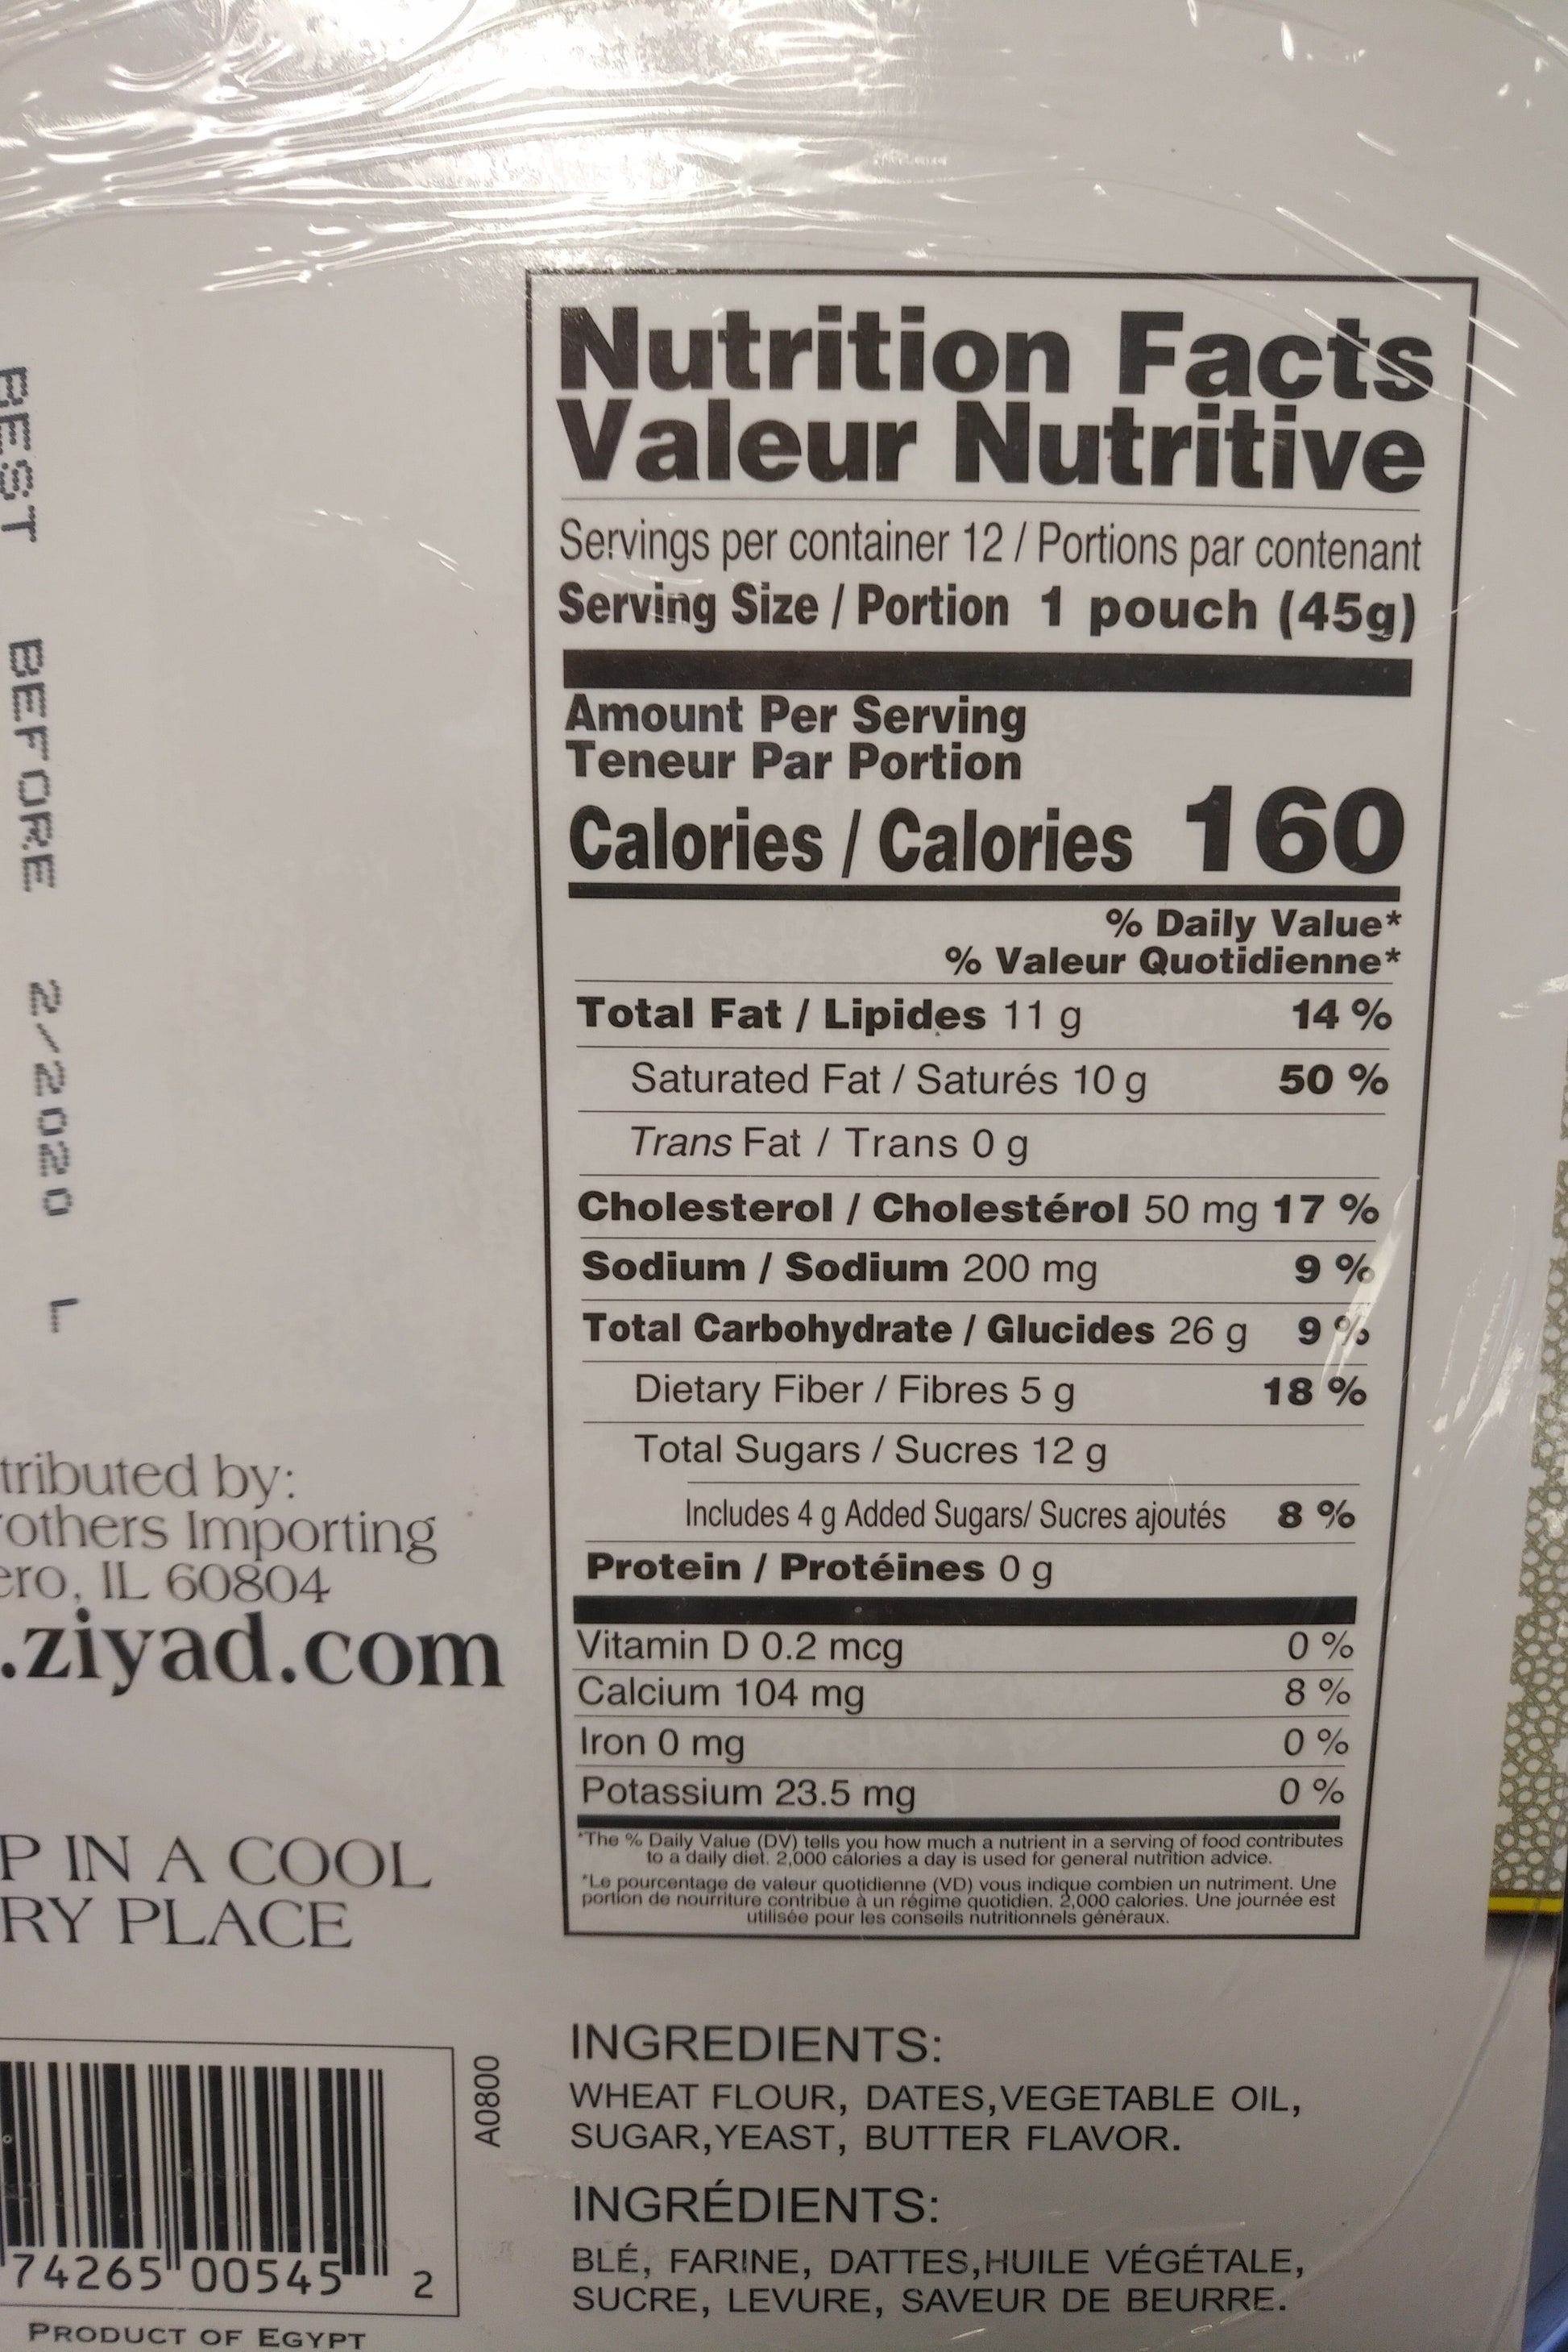 BEST BEFORE 2/2020 L
Nutrition Facts
Valeur Nutritive
Servings per container 12 / Portions par contenant
Serving Size / Portion 1 pouch (45g)
Amount Per Serving
Teneur Par Portion
Calories / Calories 160
% Daily Value*
% Valeur Quotidienne*
Total Fat / Lipides 11 g 14 %
Saturated Fat / Saturés 10 g 50 %
Trans Fat / Trans 0 g
Cholesterol / Cholestérol 50 mg 17 %
Sodium / Sodium 200 mg 9 %
Total Carbohydrate / Glucides 26 g 9 %
Dietary Fiber / Fibres 5 g 18 %
Total Sugars / Sucres 12 g
Includes 4 g Added Sugars/ Sucres ajoutés 8 %
Protein / Protéines 0 g
Vitamin D 0.2 mcg 0 %
Calcium 104 mg 8 %
Iron 0 mg 0 %
Potassium 23.5 mg 0 %
*The % Daily Value (DV) tells you how much a nutrient in a serving of food contributes
to a daily diet. 2,000 calories a day is used for general nutrition advice.
*Le pourcentage de valeur quotidienne (VD) vous indique combien un nutriment. Une
portion de nourriture contribue à un régime quotidien. 2,000 calories. Une journée est
utilisée pour les conseils nutritionnels généraux.
tributed by:
rothers Importing
ero, IL 60804
.ziyad.com
P IN A COOL
RY PLACE
A0800
74265 00545 2
PRODUCT OF EGYPT
INGREDIENTS:
WHEAT FLOUR, DATES,VEGETABLE OIL,
SUGAR,YEAST, BUTTER FLAVOR.
INGRÉDIENTS:
BLÉ, FARINE, DATTES,HUILE VÉGÉTALE,
SUCRE, LEVURE, SAVEUR DE BEURRE.